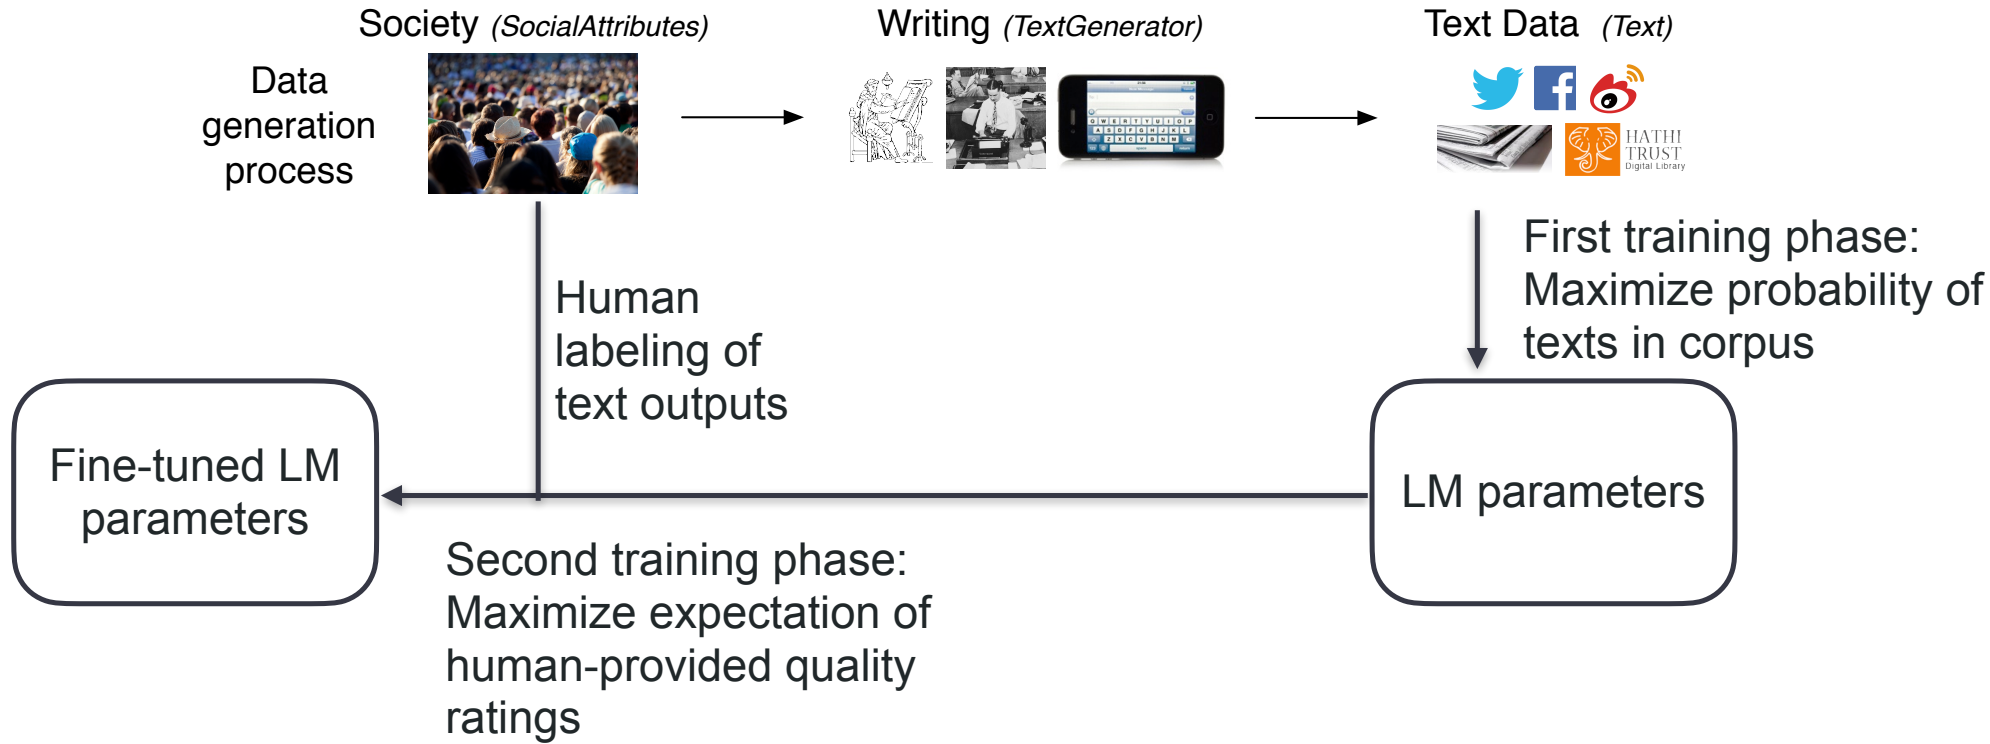 Society (SocialAttributes)
Writing (TextGenerator)
Text Data (Text)
Data
generation
process
HATHI
TRUST
Digital Library
Human
labeling of
text outputs
First training phase:
Maximize probability of
texts in corpus
Fine-tuned LM
parameters
LM parameters
Second training phase:
Maximize expectation of
human-provided quality
ratings